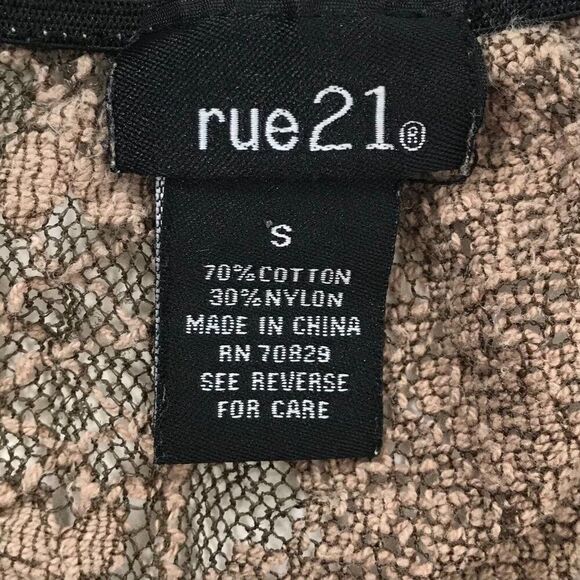 rue21®
S
70%COTTON
30%NYLON
MADE IN CHINA
RN 70829
SEE REVERSE
FOR CARE